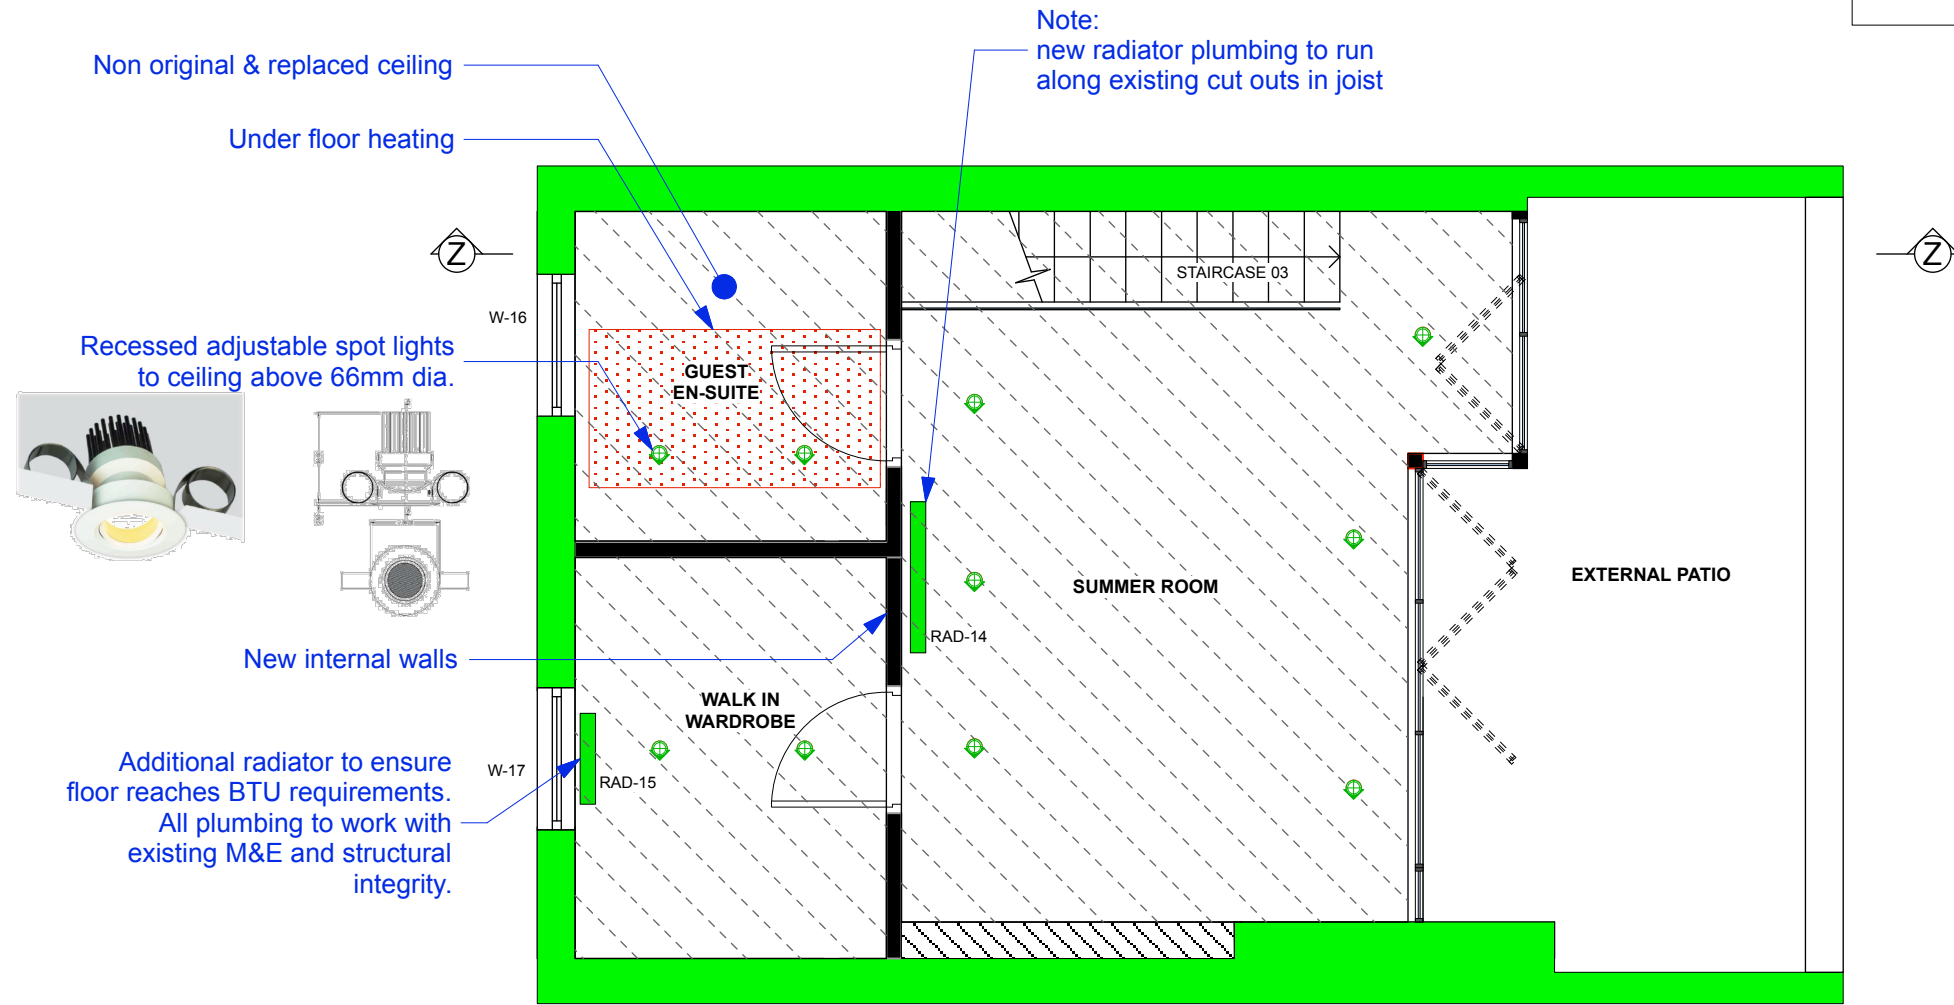 Note:
new radiator plumbing to run
along existing cut outs in joist
Non original & replaced ceiling
Under floor heating
Z
Z
STAIRCASE 03
W-16
Recessed adjustable spot lights
to ceiling above 66mm dia.
GUEST
EN-SUITE
EXTERNAL PATIO
SUMMER ROOM
RAD-14
New internal walls
WALK IN
WARDROBE
W-17
RAD-15
Additional radiator to ensure
floor reaches BTU requirements.
All plumbing to work with
existing M&E and structural
integrity.